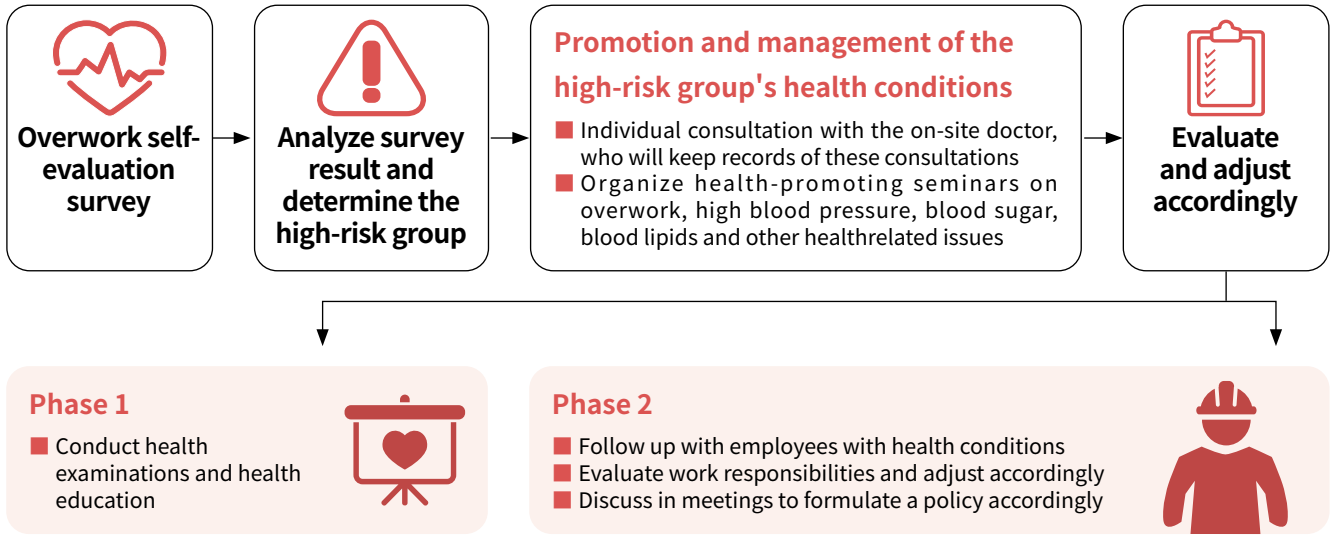 Overwork self-
evaluation
survey
Analyze survey
result and
determine the
high-risk group
Promotion and management of the
high-risk group's health conditions
Individual consultation with the on-site doctor,
who will keep records of these consultations
Organize health-promoting seminars on
overwork, high blood pressure, blood sugar,
blood lipids and other healthrelated issues
Evaluate
and adjust
accordingly
Phase 1
Conduct health
examinations and health
education
Phase 2
Follow up with employees with health conditions
Evaluate work responsibilities and adjust accordingly
Discuss in meetings to formulate a policy accordingly